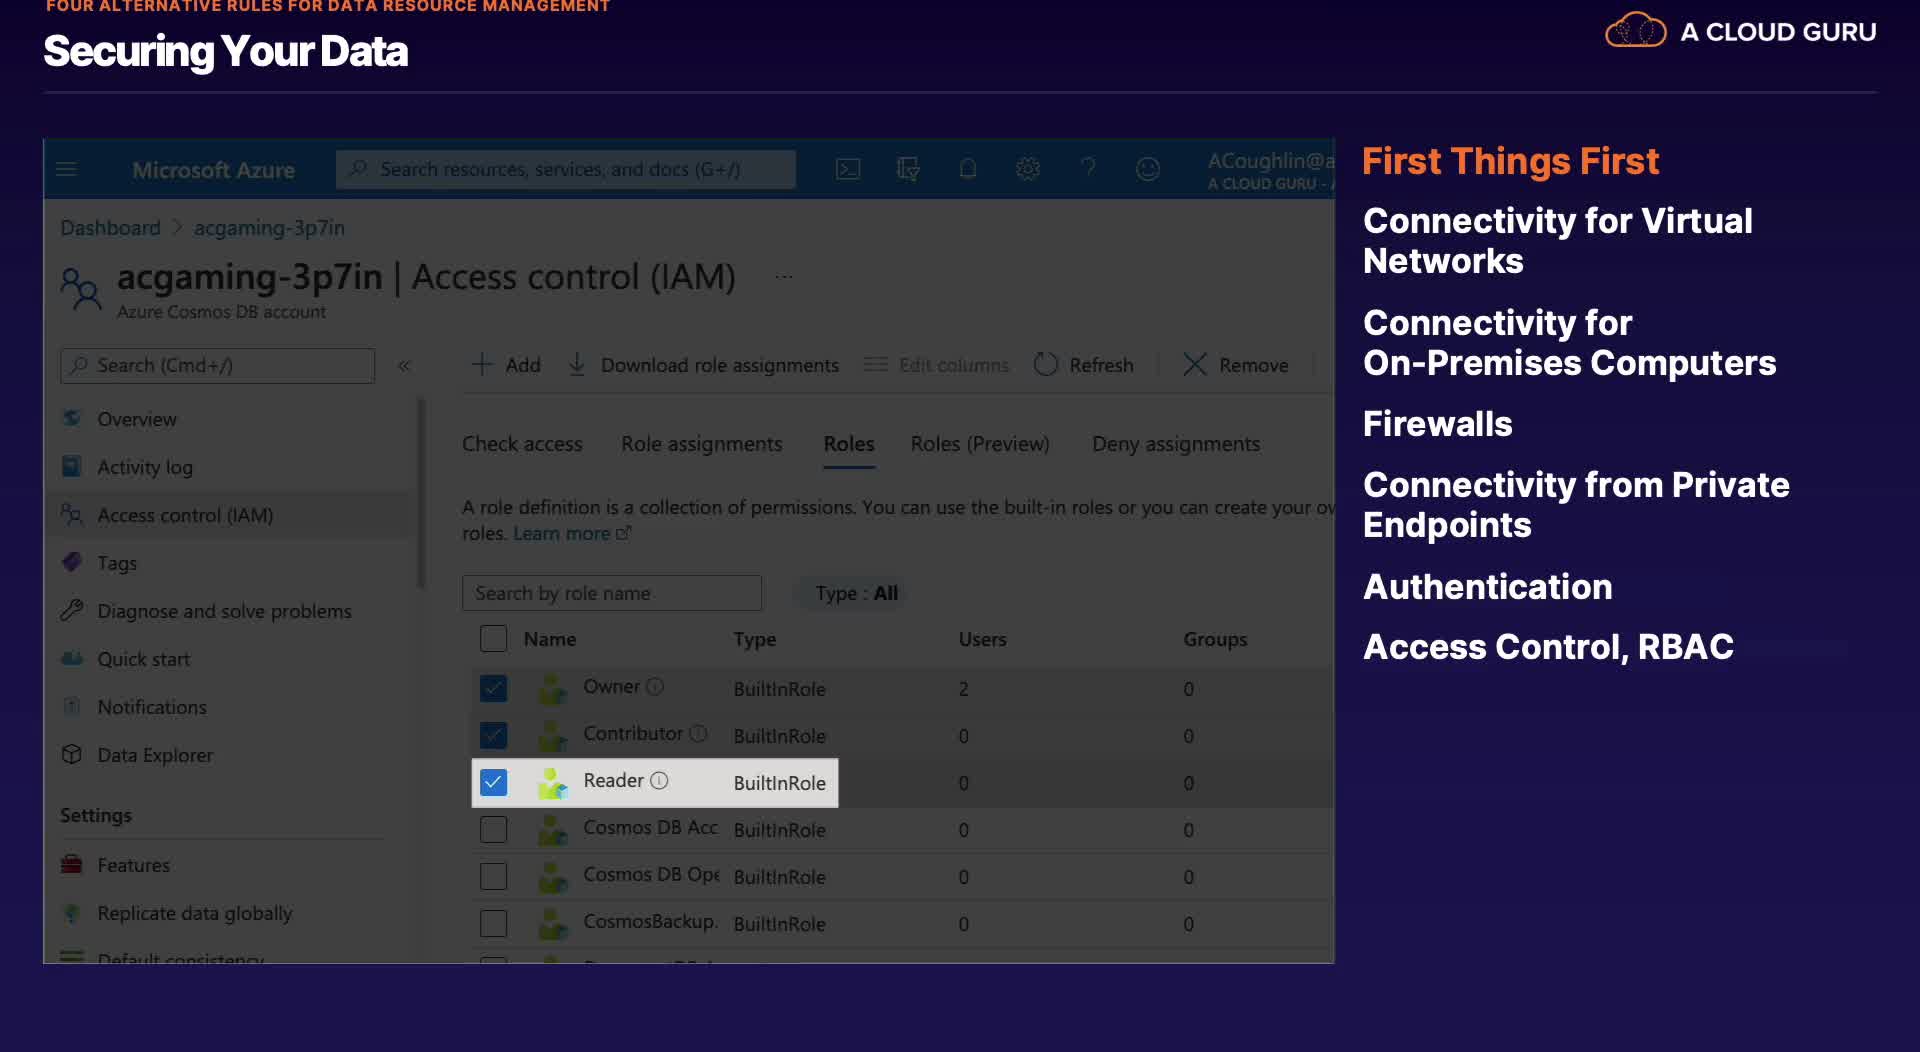 FOUR ALTERNATIVE RULES FOR DATA RESOURCE MANAGEMENT
Securing Your Data
A CLOUD GURU
Microsoft Azure
Search resources, services, and docs (G+/)
ACoughlin@a
A CLOUD GURU -
Dashboard > acgaming-3p7in
acgaming-3p7in | Access control (IAM) ...
Azure Cosmos DB account
Search (Cmd+/)
«
Overview
Activity log
Access control (IAM)
Tags
Diagnose and solve problems
Quick start
Notifications
Data Explorer
Settings
Features
Replicate data globally
Default consistency
Add
Download role assignments
Edit columns
Refresh
Remove
Check access
Role assignments
Roles
Roles (Preview)
Deny assignments
A role definition is a collection of permissions. You can use the built-in roles or you can create your ow
roles. Learn more
Search by role name
Type : All
Name Type Users Groups
Owner BuiltInRole 2 0
Contributor BuiltInRole 0 0
Reader BuiltInRole 0 0
Cosmos DB Acc BuiltInRole 0 0
Cosmos DB Ope BuiltInRole 0 0
CosmosBackup. BuiltInRole 0 0
First Things First
Connectivity for Virtual
Networks
Connectivity for
On-Premises Computers
Firewalls
Connectivity from Private
Endpoints
Authentication
Access Control, RBAC